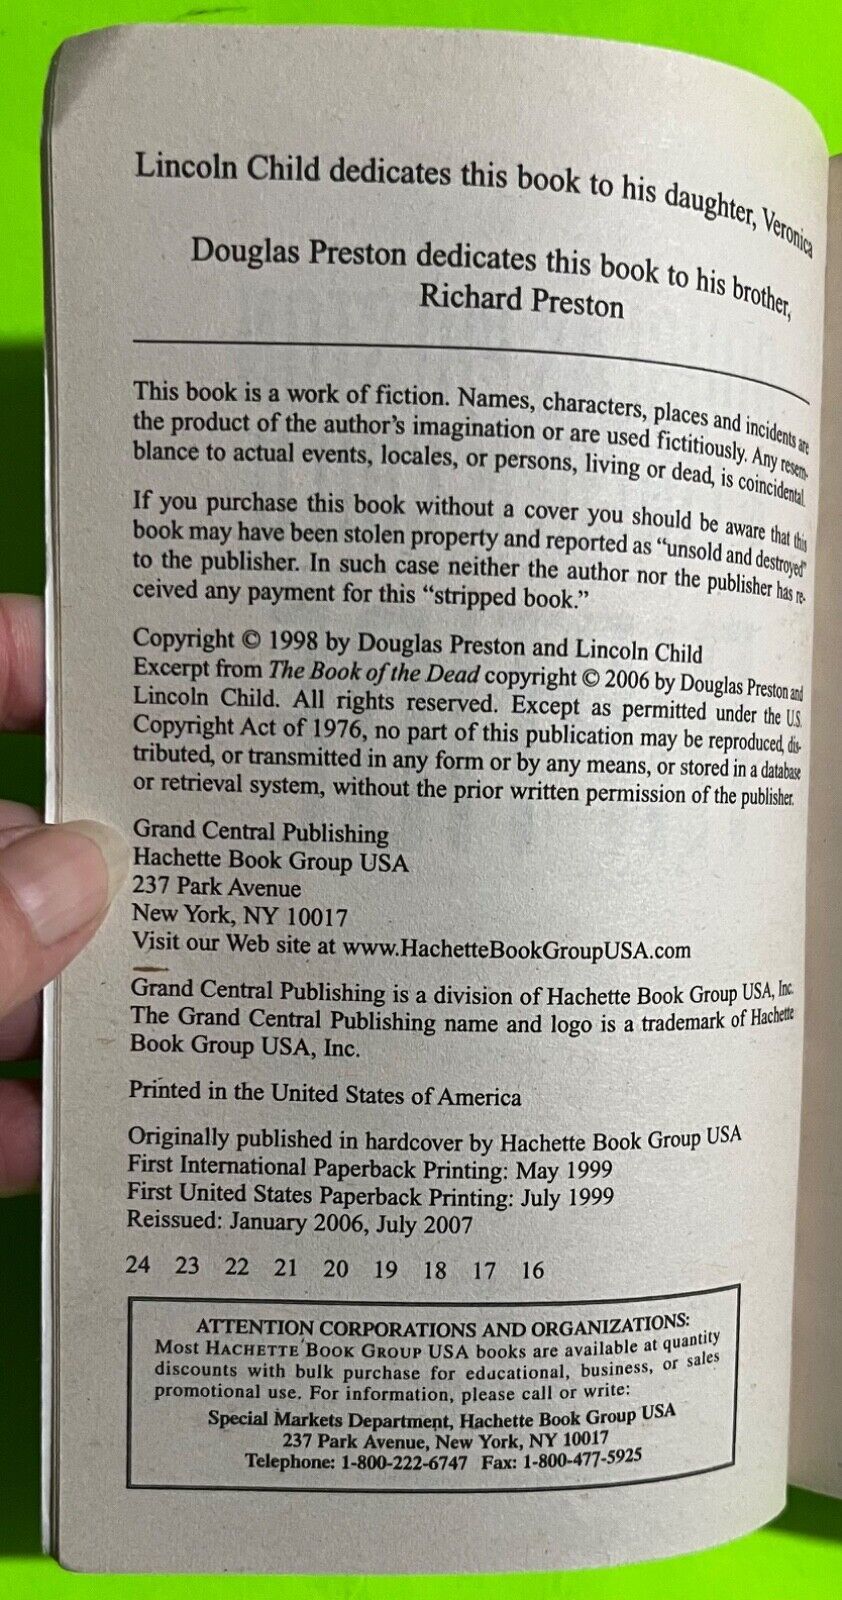 Lincoln Child dedicates this book to his daughter, Veronica
Douglas Preston dedicates this book to his brother,
Richard Preston
This book is a work of fiction. Names, characters, places and incidents are
the product of the author's imagination or are used fictitiously. Any resem-
blance to actual events, locales, or persons, living or dead, is coincidental.
If you purchase this book without a cover you should be aware that this
book may have been stolen property and reported as “unsold and destroyed”
to the publisher. In such case neither the author nor the publisher has re-
ceived any payment for this “stripped book.”
Copyright © 1998 by Douglas Preston and Lincoln Child
Excerpt from The Book of the Dead copyright © 2006 by Douglas Preston and
Lincoln Child. All rights reserved. Except as permitted under the U.S.
Copyright Act of 1976, no part of this publication may be reproduced, dis-
tributed, or transmitted in any form or by any means, or stored in a database
or retrieval system, without the prior written permission of the publisher.
Grand Central Publishing
Hachette Book Group USA
237 Park Avenue
New York, NY 10017
Visit our Web site at www.HachetteBookGroupUSA.com
Grand Central Publishing is a division of Hachette Book Group USA, Inc.
The Grand Central Publishing name and logo is a trademark of Hachette
Book Group USA, Inc.
Printed in the United States of America
Originally published in hardcover by Hachette Book Group USA
First International Paperback Printing: May 1999
First United States Paperback Printing: July 1999
Reissued: January 2006, July 2007
24 23 22 21 20 19 18 17 16
ATTENTION CORPORATIONS AND ORGANIZATIONS:
Most HACHETTE BOOK GROUP USA books are available at quantity
discounts with bulk purchase for educational, business, or sales
promotional use. For information, please call or write:
Special Markets Department, Hachette Book Group USA
237 Park Avenue, New York, NY 10017
Telephone: 1-800-222-6747 Fax: 1-800-477-5925